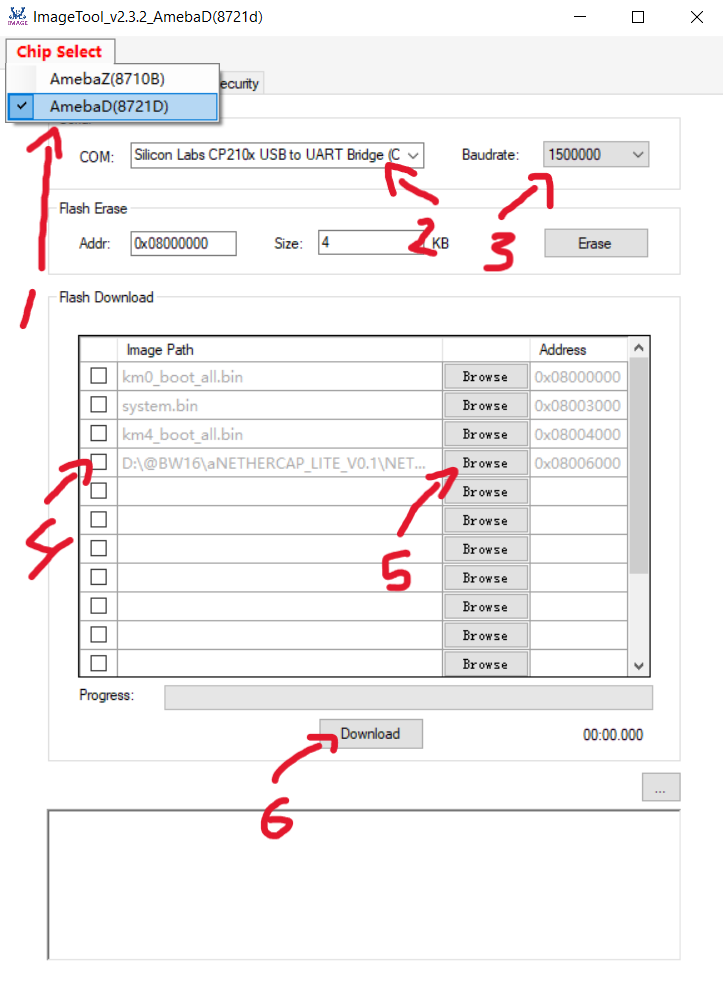 IMAGE
ImageTool_v2.3.2_AmebaD(8721d)
Chip Select
AmebaZ(8710B)
ecurity
AmebaD(8721D)
COM:
Silicon Labs CP210x USB to UART Bridge (C
Baudrate:
1500000
Flash Erase
2
3
Addr:
0x08000000
Size:
4
KB
Erase
1
Flash Download
Image Path
Address
km0_boot_all.bin
Browse
0x08000000
system.bin
Browse
0x08003000
km4_boot_all.bin
Browse
0x08004000
D:\@BW16\aNETHERCAP_LITE_V0.1\NET...
Browse
0x08006000
Browse
Browse
4
Browse
5
Browse
Browse
Browse
Browse
Progress:
Download
00:00.000
...
6